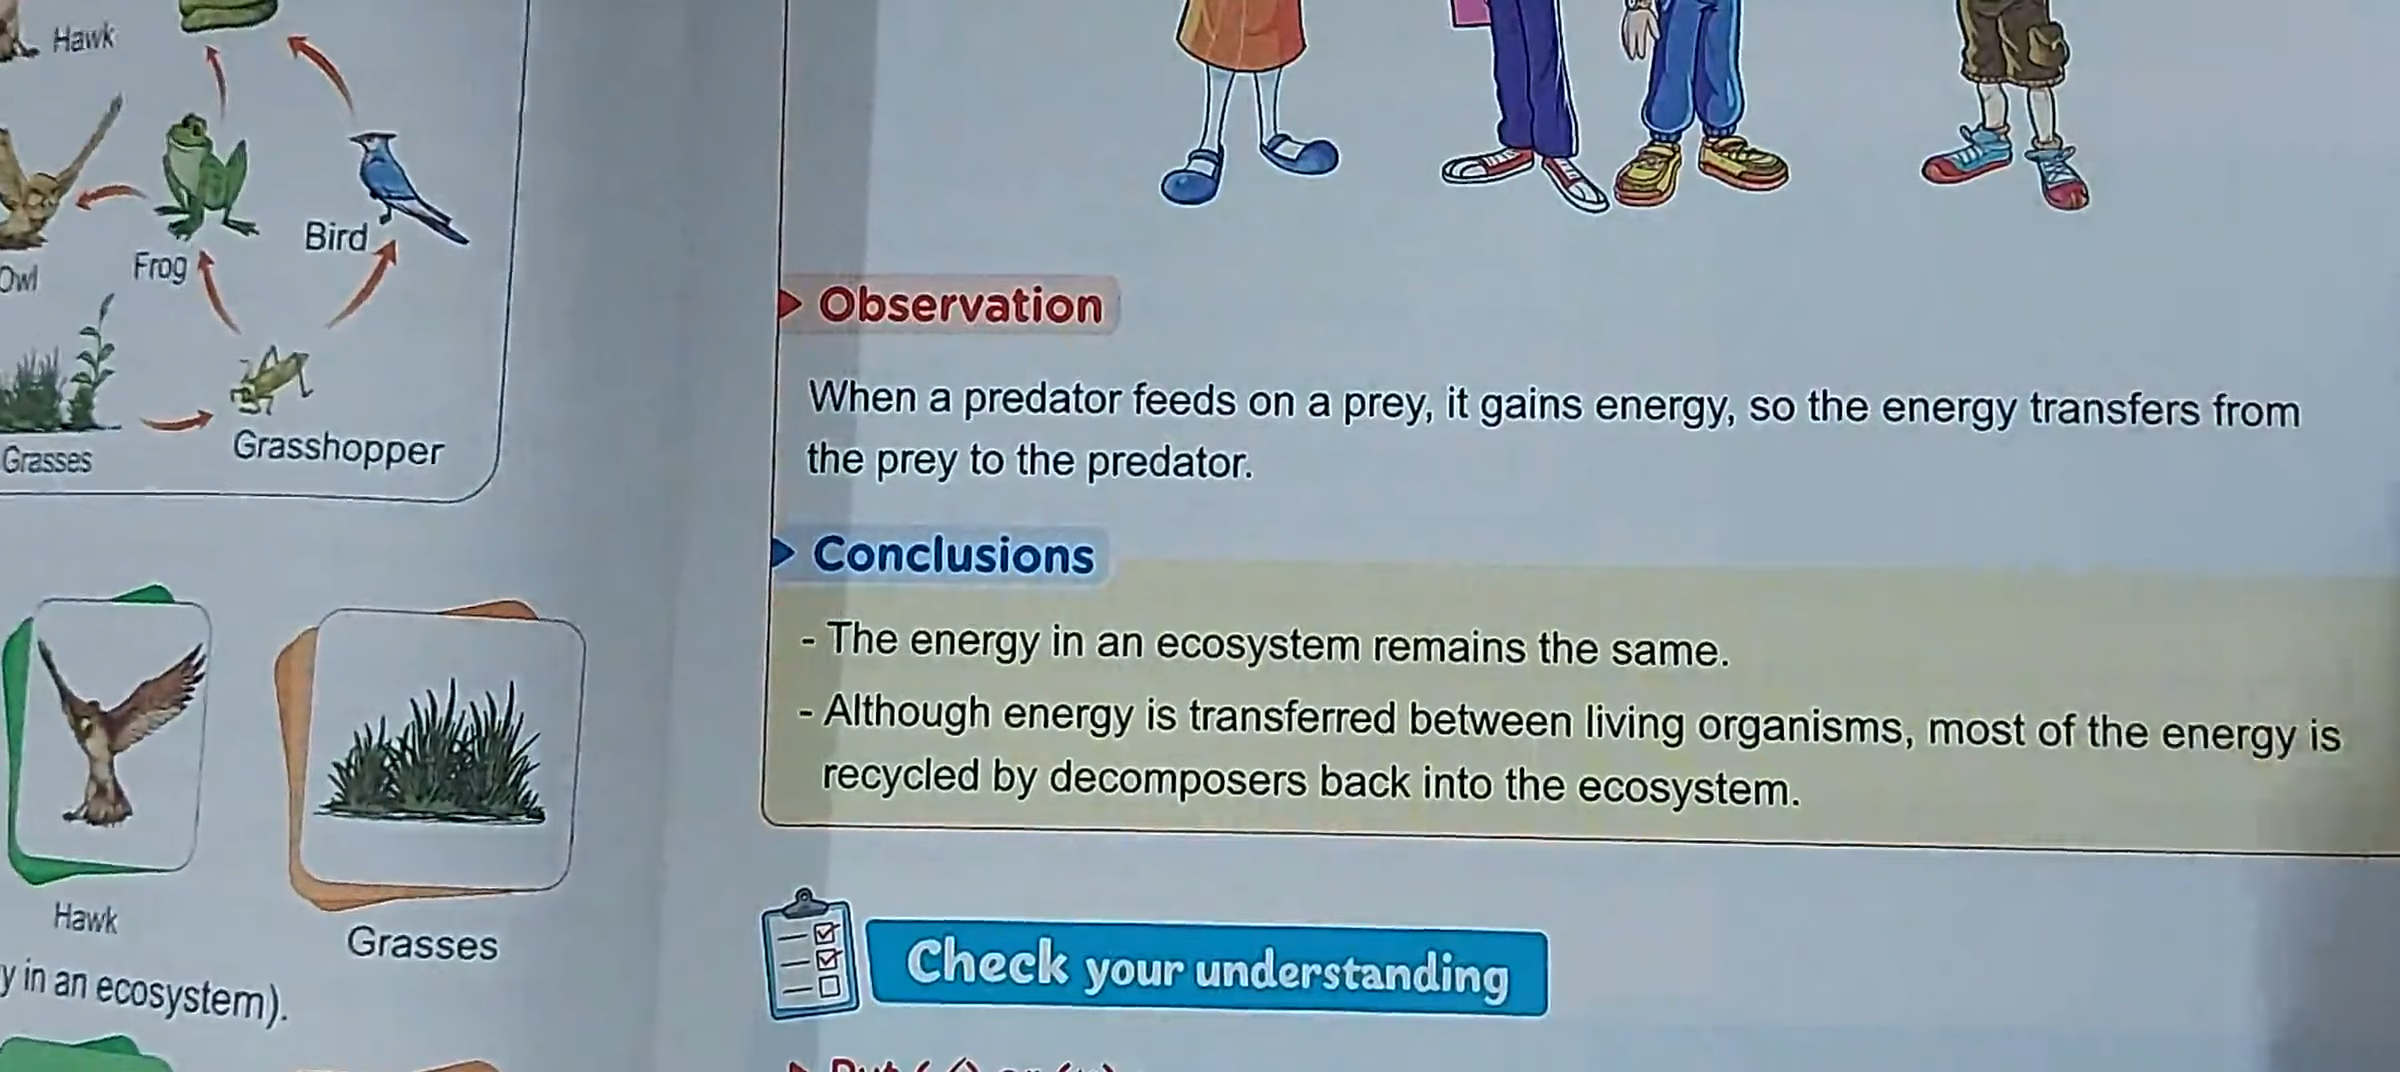 Hawk
Owl
Frog
Bird
Grasses
Grasshopper
Hawk
Grasses
y in an ecosystem).
Observation
When a predator feeds on a prey, it gains energy, so the energy transfers from
the prey to the predator.
Conclusions
- The energy in an ecosystem remains the same.
- Although energy is transferred between living organisms, most of the energy is
recycled by decomposers back into the ecosystem.
Check your understanding